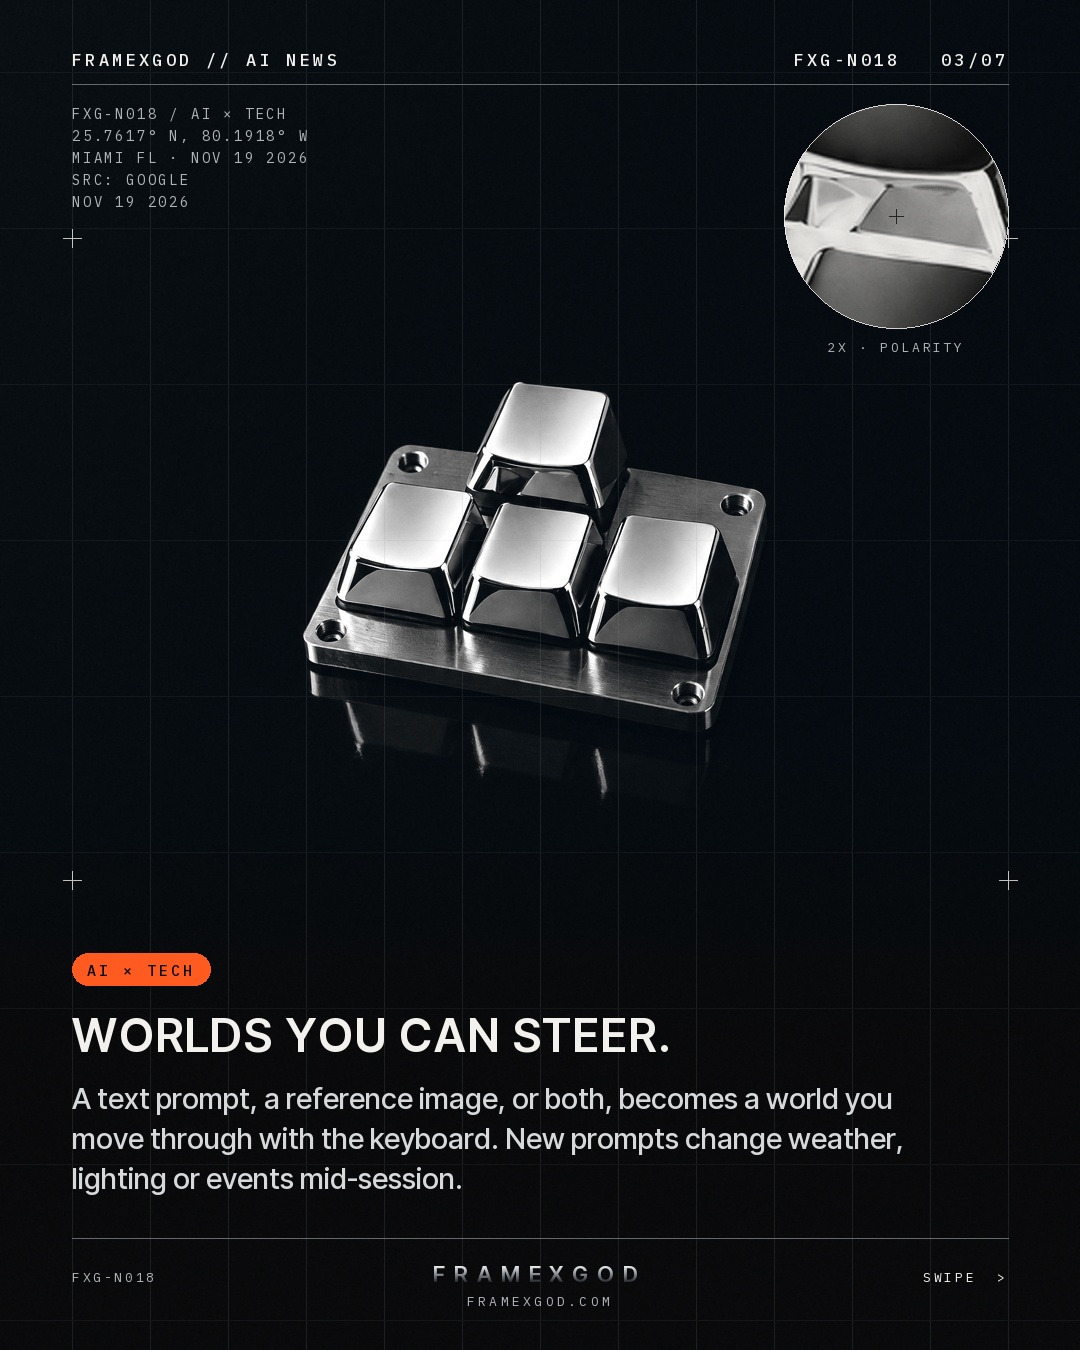 FRAMEXGOD // AI NEWS
FXG-N018 03/07
FXG-N018 / AI × TECH
25.7617° N, 80.1918° W
MIAMI FL · NOV 19 2026
SRC: GOOGLE
NOV 19 2026
2X · POLARITY
AI × TECH
WORLDS YOU CAN STEER.
A text prompt, a reference image, or both, becomes a world you
move through with the keyboard. New prompts change weather,
lighting or events mid-session.
FXG-N018
FRAMEXGOD
FRAMEXGOD.COM
SWIPE >